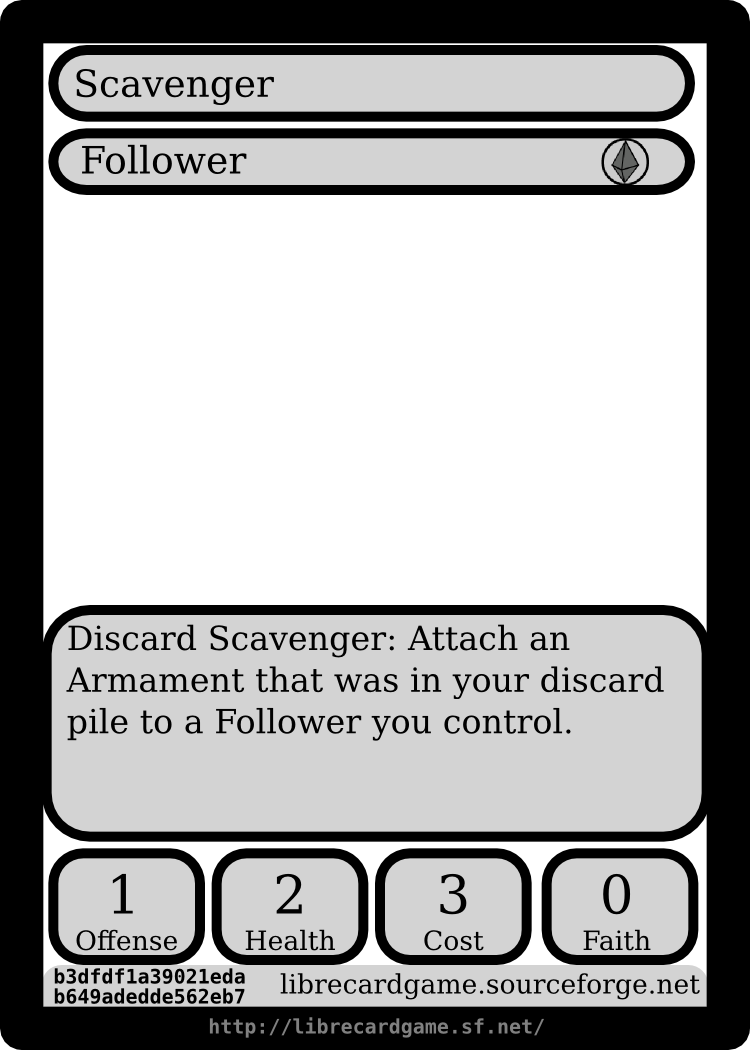 Scavenger
Follower
Discard Scavenger: Attach an
Armament that was in your discard
pile to a Follower you control.
1 2 3 0
Offense Health Cost Faith
b3dfdf1a39021eda
b649adedde562eb7
librecardgame.sourceforge.net
http://librecardgame.sf.net/